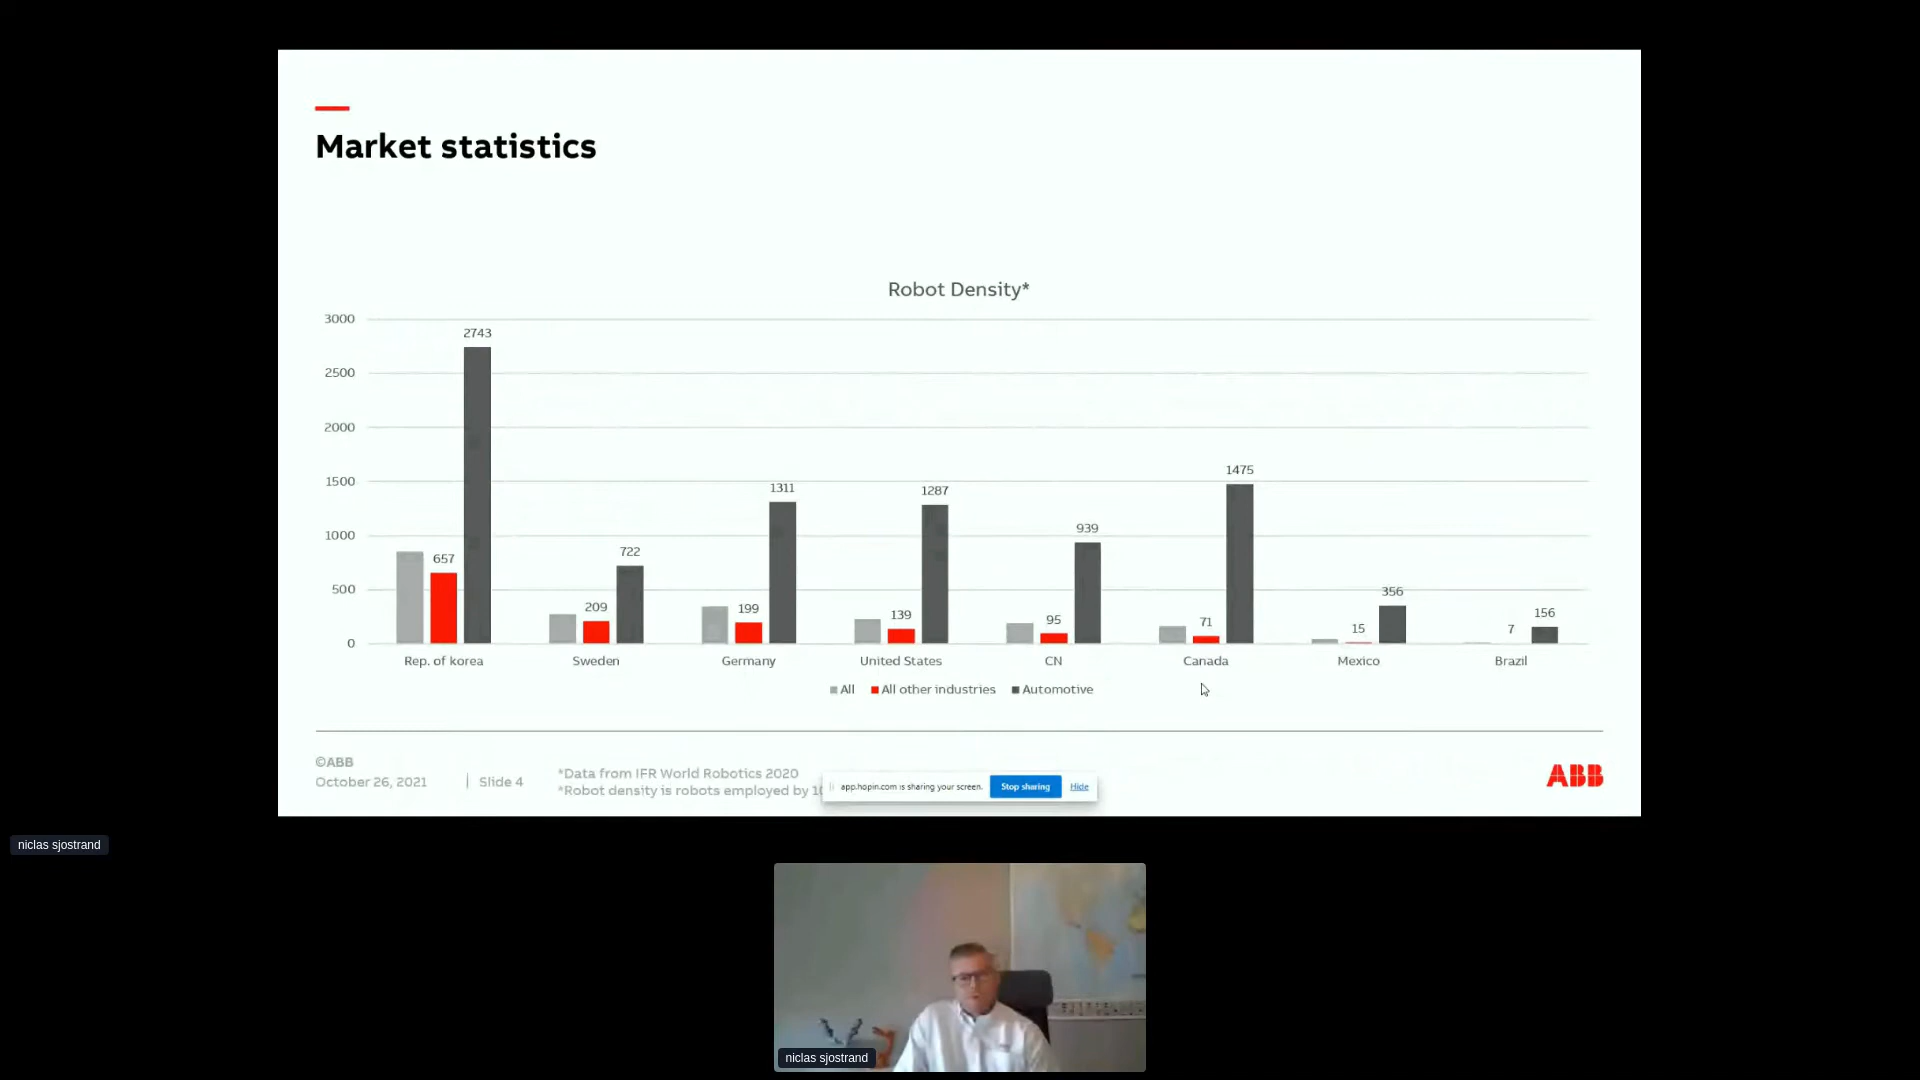 Market statistics
Robot Density*
3000
2500
2000
1500
1000
500
0
2743
657
722
209
1311
199
1287
139
939
95
1475
71
356
15
156
7
Rep. of korea
Sweden
Germany
United States
CN
Canada
Mexico
Brazil
All
All other industries
Automotive
©ABB
October 26, 2021
Slide 4
*Data from IFR World Robotics 2020
*Robot density is robots employed by
app.hopin.com is sharing your screen.
Stop sharing
Hide
ABB
niclas sjostrand
niclas sjostrand